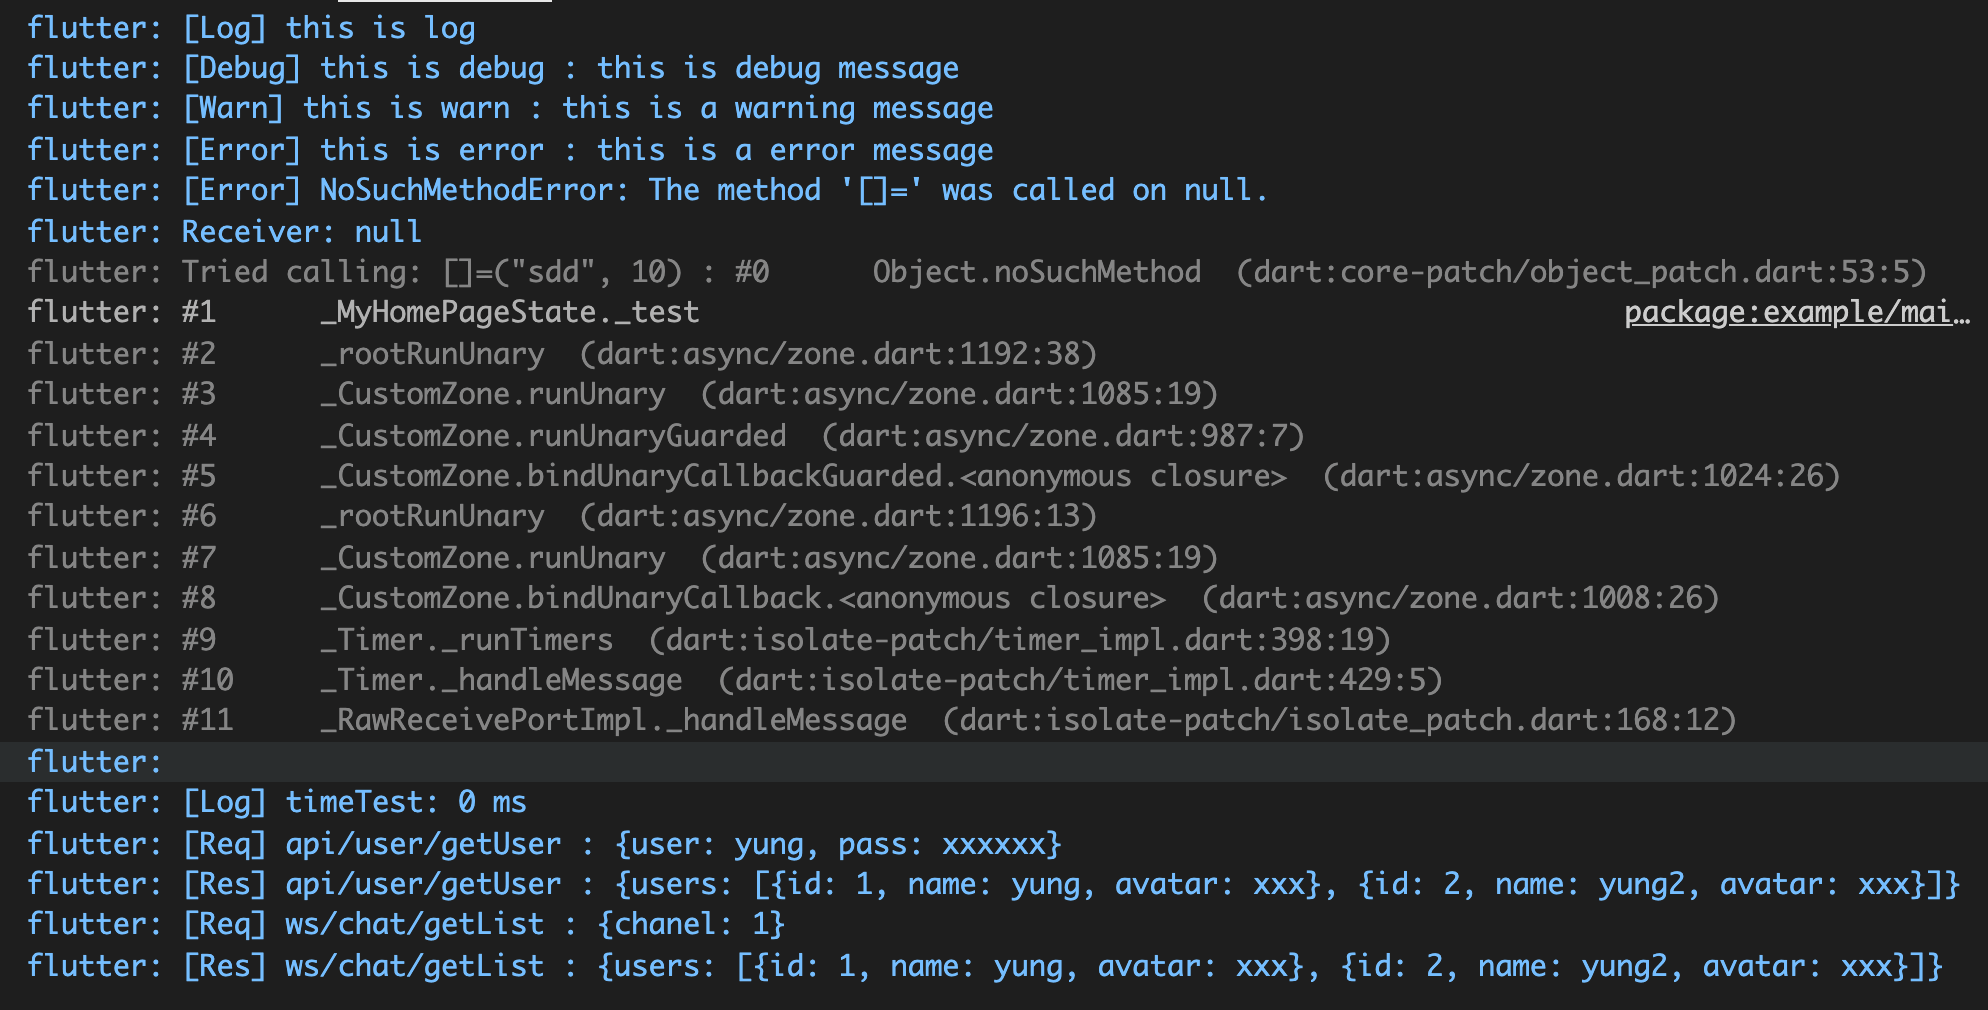 flutter: [Log] this is log
flutter: [Debug] this is debug : this is debug message
flutter: [Warn] this is warn : this is a warning message
flutter: [Error] this is error : this is a error message
flutter: [Error] NoSuchMethodError: The method '[]=' was called on null.
flutter: Receiver: null
flutter: Tried calling: []=("sdd", 10) : #0      Object.noSuchMethod  (dart:core-patch/object_patch.dart:53:5)
flutter: #1      _MyHomePageState._test package:example/mai…
flutter: #2      _rootRunUnary  (dart:async/zone.dart:1192:38)
flutter: #3      _CustomZone.runUnary  (dart:async/zone.dart:1085:19)
flutter: #4      _CustomZone.runUnaryGuarded  (dart:async/zone.dart:987:7)
flutter: #5      _CustomZone.bindUnaryCallbackGuarded.<anonymous closure>  (dart:async/zone.dart:1024:26)
flutter: #6      _rootRunUnary  (dart:async/zone.dart:1196:13)
flutter: #7      _CustomZone.runUnary  (dart:async/zone.dart:1085:19)
flutter: #8      _CustomZone.bindUnaryCallback.<anonymous closure>  (dart:async/zone.dart:1008:26)
flutter: #9      _Timer._runTimers  (dart:isolate-patch/timer_impl.dart:398:19)
flutter: #10     _Timer._handleMessage  (dart:isolate-patch/timer_impl.dart:429:5)
flutter: #11     _RawReceivePortImpl._handleMessage  (dart:isolate-patch/isolate_patch.dart:168:12)
flutter:
flutter: [Log] timeTest: 0 ms
flutter: [Req] api/user/getUser : {user: yung, pass: xxxxxx}
flutter: [Res] api/user/getUser : {users: [{id: 1, name: yung, avatar: xxx}, {id: 2, name: yung2, avatar: xxx}]}
flutter: [Req] ws/chat/getList : {chanel: 1}
flutter: [Res] ws/chat/getList : {users: [{id: 1, name: yung, avatar: xxx}, {id: 2, name: yung2, avatar: xxx}]}